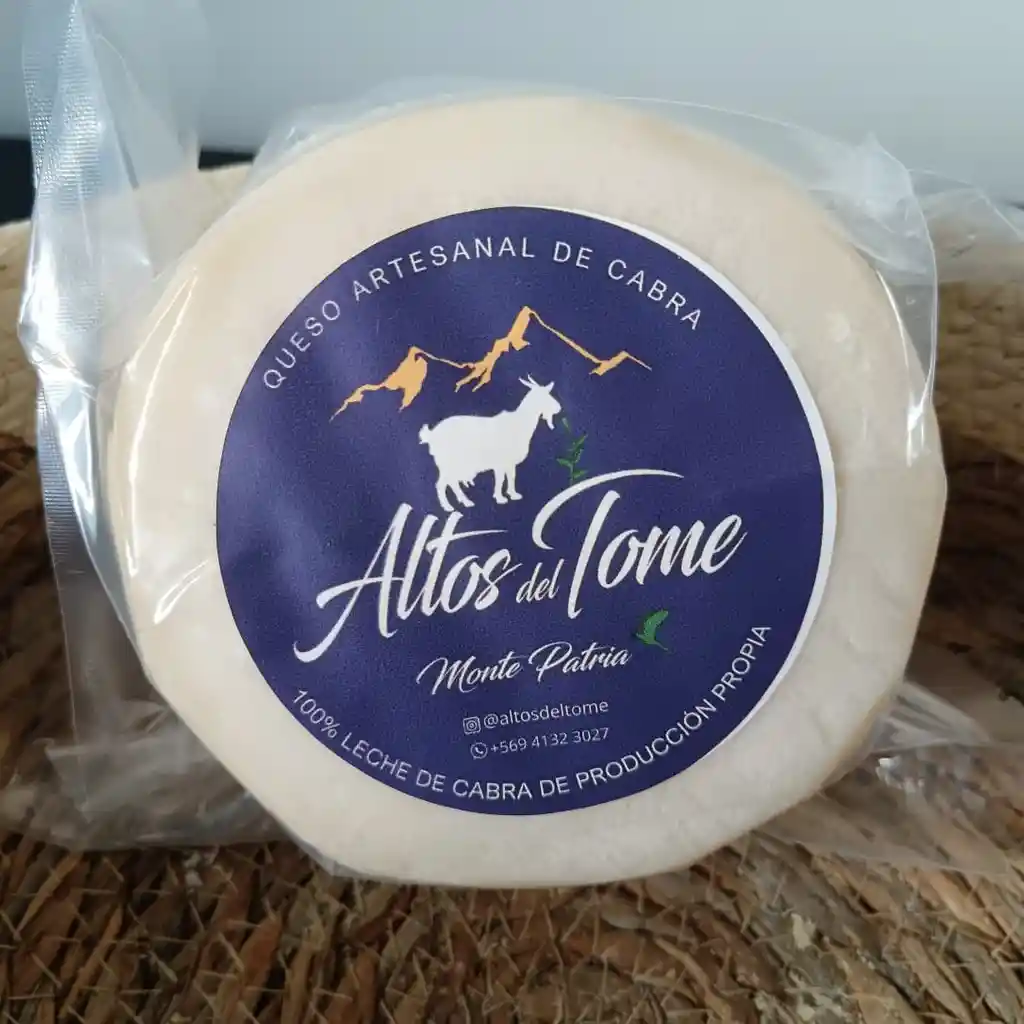 QUESO ARTESANAL DE CABRA
Altos del Tome
Monte Patria
@altosdeltome
+569 4132 3027
100% LECHE DE CABRA DE PRODUCCIÓN PROPIA